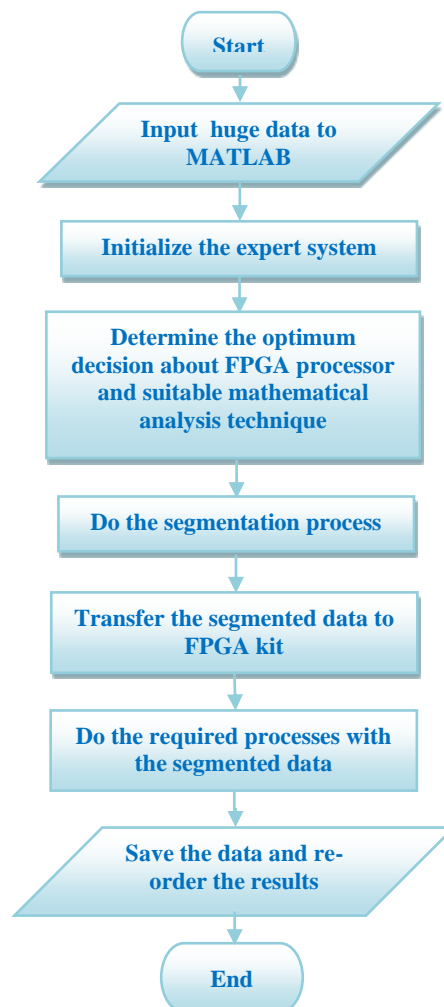 Start
Input huge data to
MATLAB
Initialize the expert system
Determine the optimum
decision about FPGA processor
and suitable mathematical
analysis technique
Do the segmentation process
Transfer the segmented data to
FPGA kit
Do the required processes with
the segmented data
Save the data and re-
order the results
End